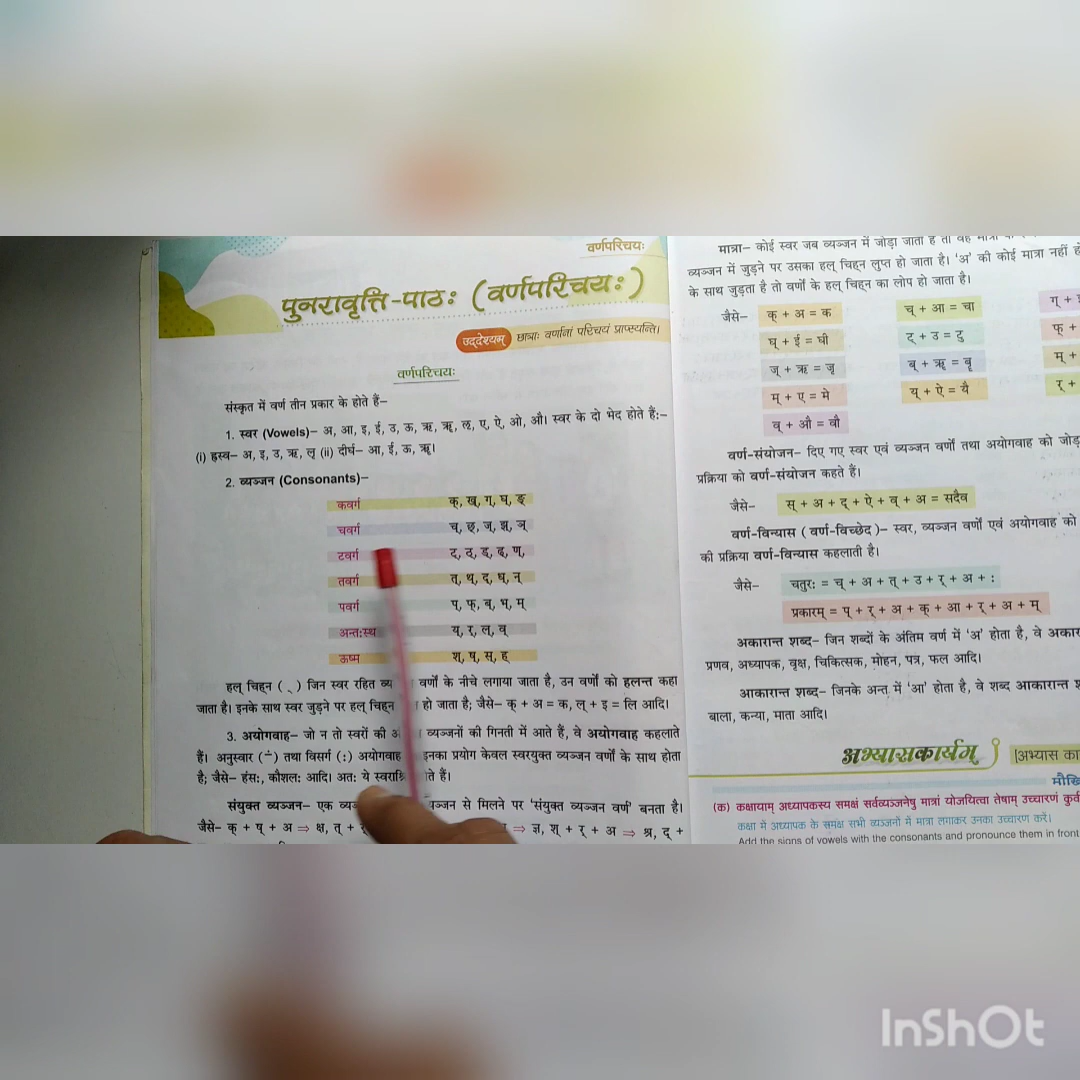 वर्णपरिचयः
पुनरावृत्ति-पाठः (वर्णपरिचयः)
उद्देश्यम् छात्राः वर्णानां परिचयं प्राप्स्यन्ति।
वर्णपरिचयः
संस्कृत में वर्ण तीन प्रकार के होते हैं–
1. स्वर (Vowels)– अ, आ, इ, ई, उ, ऊ, ऋ, ॠ, लृ, ए, ऐ, ओ, औ। स्वर के दो भेद होते हैं:–
(i) ह्रस्व– अ, इ, उ, ऋ, लृ (ii) दीर्घ– आ, ई, ऊ, ॠ।
2. व्यञ्जन (Consonants)–
कवर्ग क्, ख्, ग्, घ्, ङ्
चवर्ग च्, छ्, ज्, झ्, ञ्
टवर्ग ट्, ठ्, ड्, ढ्, ण्,
तवर्ग त्, थ्, द्, ध्, न्
पवर्ग प्, फ्, ब्, भ्, म्
अन्तःस्थ य्, र्, ल्, व्
ऊष्म श्, ष्, स्, ह्
हल् चिह्न ( ् ) जिन स्वर रहित वर्णों के नीचे लगाया जाता है, उन वर्णों को हलन्त कहा
जाता है। इनके साथ स्वर जुड़ने पर हल् चिह्न हो जाता है; जैसे– क् + अ = क, ल् + इ = लि आदि।
3. अयोगवाह– जो न तो स्वरों की व्यञ्जनों की गिनती में आते हैं, वे अयोगवाह कहलाते
हैं। अनुस्वार (–ं) तथा विसर्ग (:) अयोगवाह इनका प्रयोग केवल स्वरयुक्त व्यञ्जन वर्णों के साथ होता
है; जैसे– हंसः, कौशलः आदि। अतः ये हैं।
संयुक्त व्यञ्जन– एक व्यञ्जन से मिलने पर 'संयुक्त व्यञ्जन वर्ण' बनता है।
जैसे– क् + ष् + अ ⇒ क्ष, त् + ⇒ ज्ञ, श् + र् + अ ⇒ श्र, द् +
मात्रा– कोई स्वर जब व्यञ्जन में जोड़ा जाता है तो वह मात्रा
व्यञ्जन में जुड़ने पर उसका हल् चिह्न लुप्त हो जाता है। 'अ' की कोई मात्रा नहीं
के साथ जुड़ता है तो वर्णों के हल् चिह्न का लोप हो जाता है।
जैसे– क् + अ = क च् + आ = चा ग् +
घ् + ई = घी ट् + उ = टु फ् +
ज् + ऋ = जृ ब् + ॠ = बॄ म् +
म् + ए = मे य् + ऐ = यै र् +
व् + औ = वौ
वर्ण-संयोजन– दिए गए स्वर एवं व्यञ्जन वर्णों तथा अयोगवाह को
प्रक्रिया को वर्ण-संयोजन कहते हैं।
जैसे– स् + अ + द् + ऐ + व् + अ = सदैव
वर्ण-विन्यास (वर्ण-विच्छेद)– स्वर, व्यञ्जन वर्णों एवं अयोगवाह को
की प्रक्रिया वर्ण-विन्यास कहलाती है।
जैसे– चतुरः = च् + अ + त् + उ + र् + अ + :
प्रकारम् = प् + र् + अ + क् + आ + र् + अ + म्
अकारान्त शब्द– जिन शब्दों के अंतिम वर्ण में 'अ' होता है, वे
प्रणव, अध्यापक, वृक्ष, चिकित्सक, मोहन, पत्र, फल आदि।
आकारान्त शब्द– जिनके अन्त में 'आ' होता है, वे शब्द आकारान्त
बाला, कन्या, माता आदि।
अभ्यासकार्यम् अभ्यास
(क) कक्षायाम् अध्यापकस्य समक्षं सर्वव्यञ्जनेषु मात्रां योजयित्वा तेषाम् उच्चारणं
कक्षा में अध्यापक के समक्ष सभी व्यञ्जनों में मात्रा लगाकर उनका उच्चारण करें।
Add the signs of vowels with the consonants and pronounce them in front
InShOt